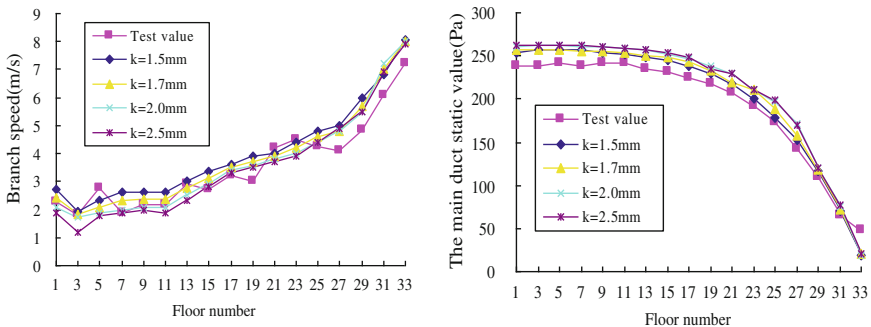 Branch speed(m/s)
9
8
7
6
5
4
3
2
1
0
Test value
k=1.5mm
k=1.7mm
k=2.0mm
k=2.5mm
1 3 5 7 9 11 13 15 17 19 21 23 25 27 29 31 33
Floor number
The main duct static value(Pa)
300
250
200
150
100
50
0
Test value
k=1.5mm
k=1.7mm
k=2.0mm
k=2.5mm
1 3 5 7 9 11 13 15 17 19 21 23 25 27 29 31 33
Floor number